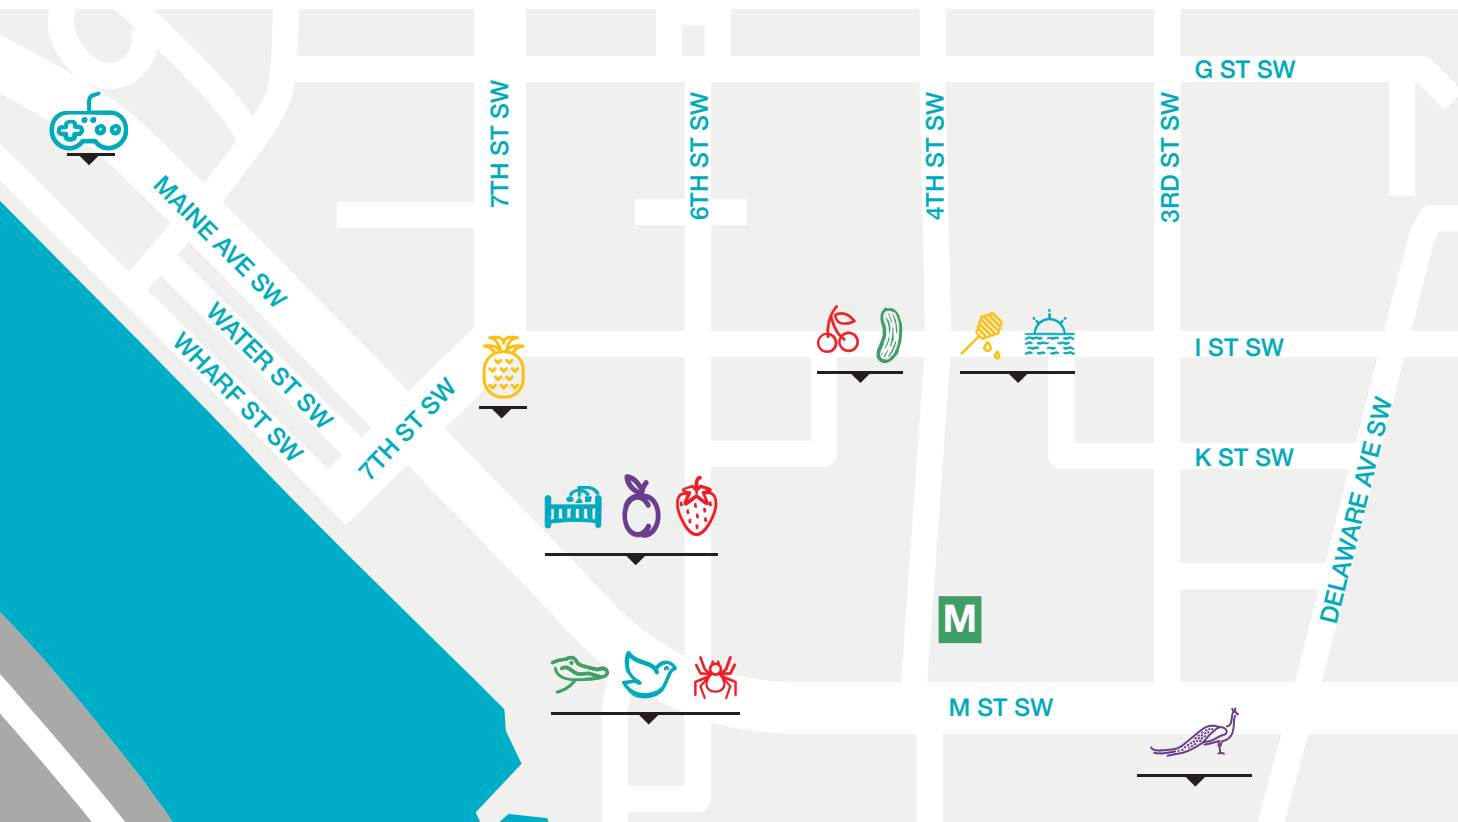 G ST SW
7TH ST SW
6TH ST SW
4TH ST SW
3RD ST SW
MAINE AVE SW
WATER ST SW
WHARF ST SW
7TH ST SW
I ST SW
K ST SW
DELAWARE AVE SW
M
M ST SW